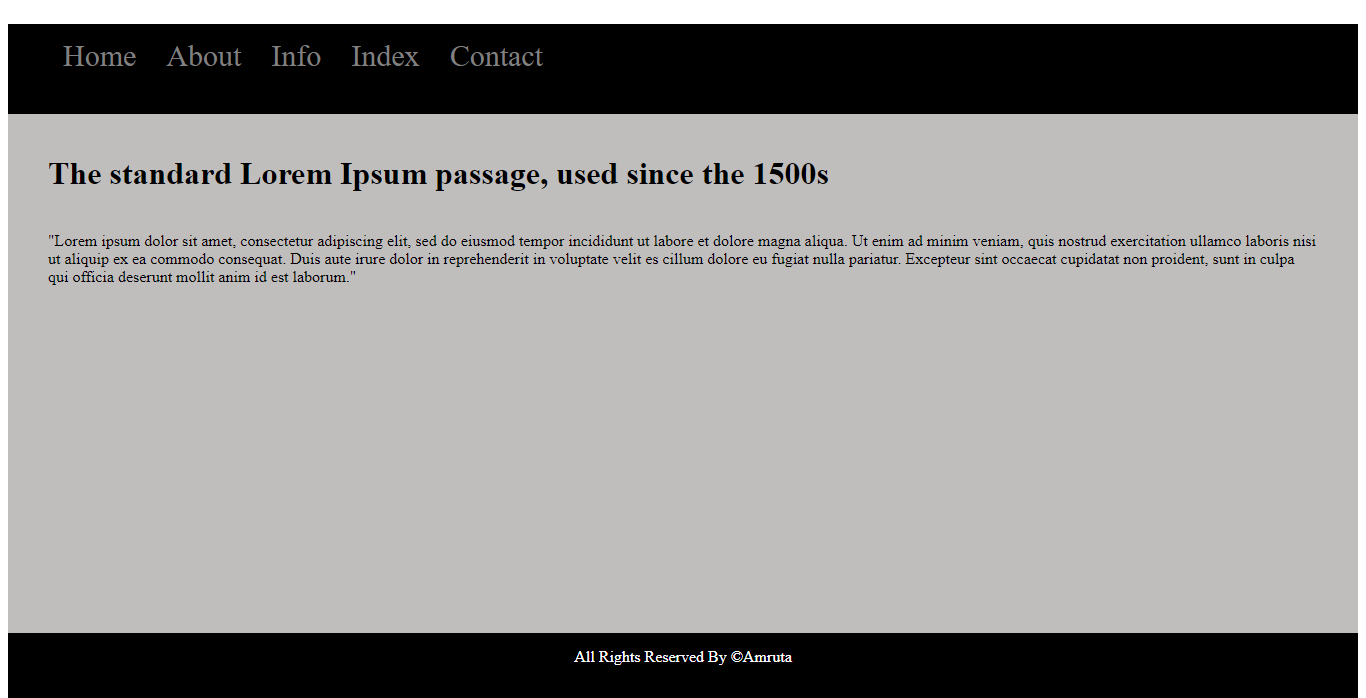 Home About Info Index Contact
The standard Lorem Ipsum passage, used since the 1500s
"Lorem ipsum dolor sit amet, consectetur adipiscing elit, sed do eiusmod tempor incididunt ut labore et dolore magna aliqua. Ut enim ad minim veniam, quis nostrud exercitation ullamco laboris nisi
ut aliquip ex ea commodo consequat. Duis aute irure dolor in reprehenderit in voluptate velit es cillum dolore eu fugiat nulla pariatur. Excepteur sint occaecat cupidatat non proident, sunt in culpa
qui officia deserunt mollit anim id est laborum."
All Rights Reserved By ©Amruta